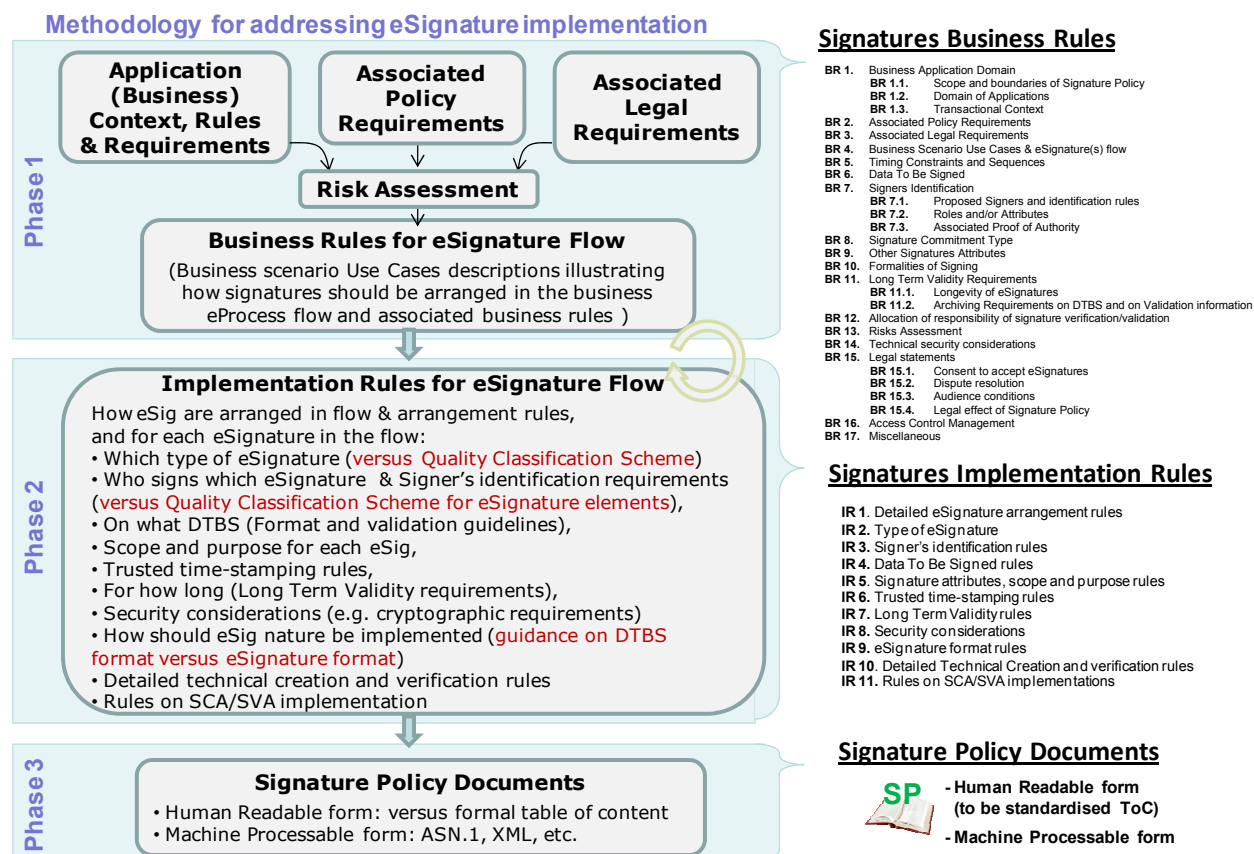 Methodology for addressing eSignature implementation
Phase 1
Application
(Business)
Context, Rules
& Requirements
Associated
Policy
Requirements
Associated
Legal
Requirements
Risk Assessment
Business Rules for eSignature Flow
(Business scenario Use Cases descriptions illustrating
how signatures should be arranged in the business
eProcess flow and associated business rules )
Phase 2
Implementation Rules for eSignature Flow
How eSig are arranged in flow & arrangement rules,
and for each eSignature in the flow:
• Which type of eSignature (versus Quality Classification Scheme)
• Who signs which eSignature & Signer's identification requirements
(versus Quality Classification Scheme for eSignature elements),
• On what DTBS (Format and validation guidelines),
• Scope and purpose for each eSig,
• Trusted time-stamping rules,
• For how long (Long Term Validity requirements),
• Security considerations (e.g. cryptographic requirements)
• How should eSig nature be implemented (guidance on DTBS
format versus eSignature format)
• Detailed technical creation and verification rules
• Rules on SCA/SVA implementation
Phase 3
Signature Policy Documents
• Human Readable form: versus formal table of content
• Machine Processable form: ASN.1, XML, etc.
Signatures Business Rules
BR 1. Business Application Domain
BR 1.1. Scope and boundaries of Signature Policy
BR 1.2. Domain of Applications
BR 1.3. Transactional Context
BR 2. Associated Policy Requirements
BR 3. Associated Legal Requirements
BR 4. Business Scenario Use Cases & eSignature(s) flow
BR 5. Timing Constraints and Sequences
BR 6. Data To Be Signed
BR 7. Signers Identification
BR 7.1. Proposed Signers and identification rules
BR 7.2. Roles and/or Attributes
BR 7.3. Associated Proof of Authority
BR 8. Signature Commitment Type
BR 9. Other Signatures Attributes
BR 10. Formalities of Signing
BR 11. Long Term Validity Requirements
BR 11.1. Longevity of eSignatures
BR 11.2. Archiving Requirements on DTBS and on Validation information
BR 12. Allocation of responsibility of signature verification/validation
BR 13. Risks Assessment
BR 14. Technical security considerations
BR 15. Legal statements
BR 15.1. Consent to accept eSignatures
BR 15.2. Dispute resolution
BR 15.3. Audience conditions
BR 15.4. Legal effect of Signature Policy
BR 16. Access Control Management
BR 17. Miscellaneous
Signatures Implementation Rules
IR 1. Detailed eSignature arrangement rules
IR 2. Type of eSignature
IR 3. Signer's identification rules
IR 4. Data To Be Signed rules
IR 5. Signature attributes, scope and purpose rules
IR 6. Trusted time-stamping rules
IR 7. Long Term Validity rules
IR 8. Security considerations
IR 9. eSignature format rules
IR 10. Detailed Technical Creation and verification rules
IR 11. Rules on SCA/SVA implementations
Signature Policy Documents
SP
- Human Readable form
(to be standardised ToC)
- Machine Processable form